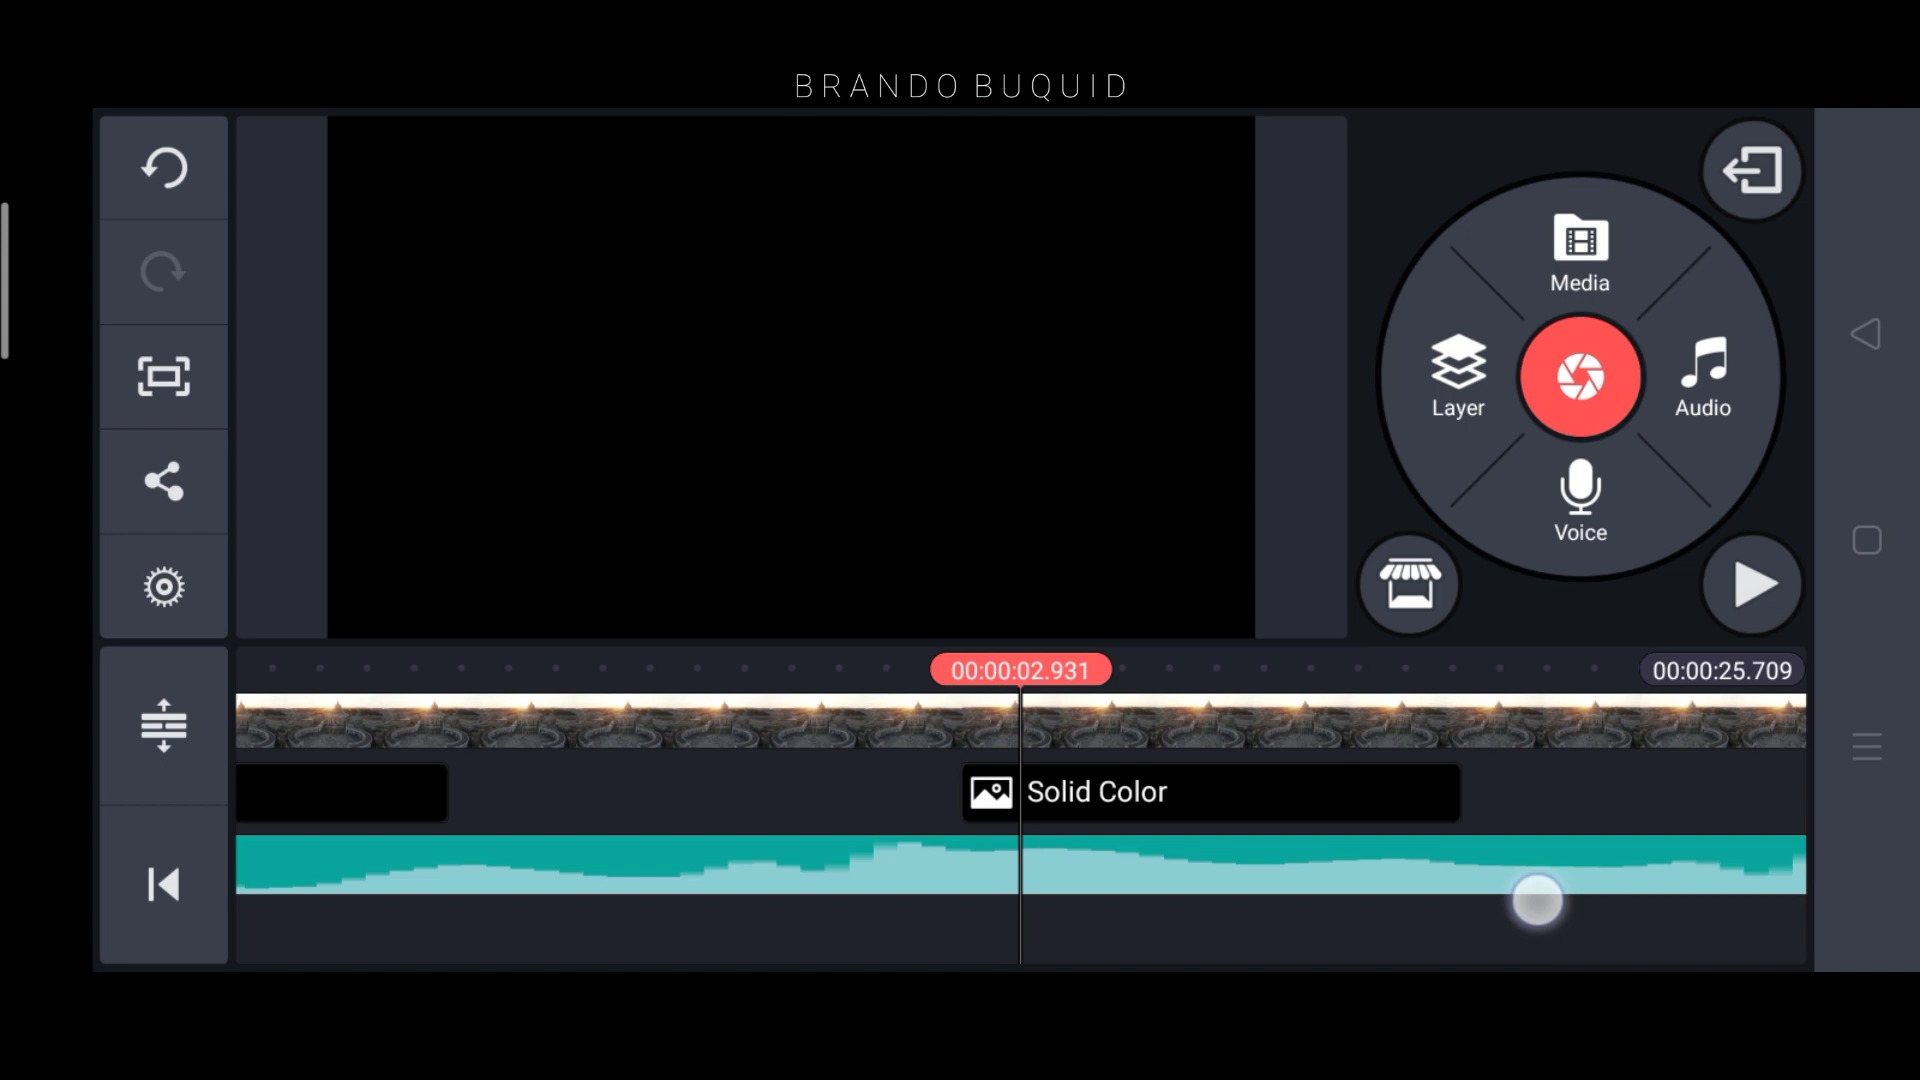 BRANDO BUQUID
Media
Layer
Audio
Voice
00:00:02.931
00:00:25.709
Solid Color